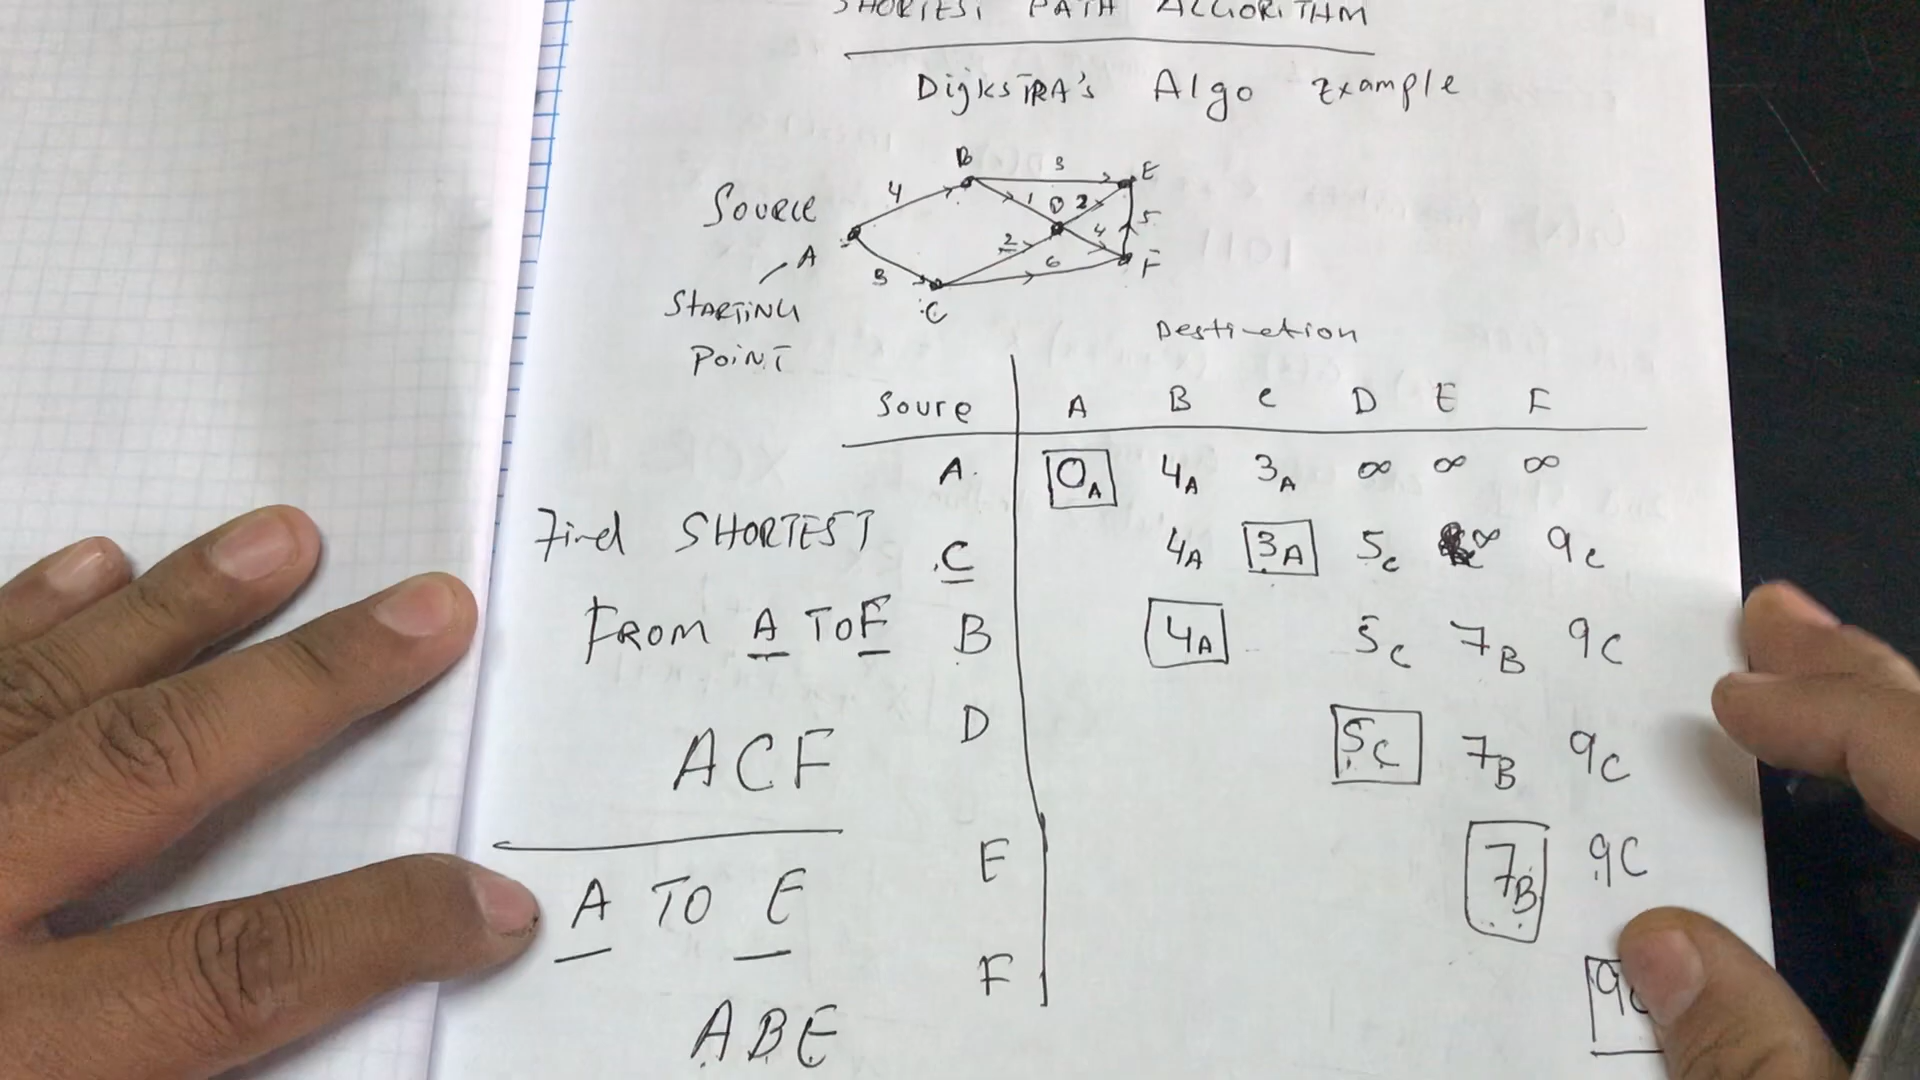 SHORTEST PATH ALGORITHM
DijkSTRA's Algo Example
B 3 E
4 1 D 2
SOURCE
2 4 5
A 3 6 F
C
STARTING
POINT
Destination
Soure A B C D E F
A. 0A 4A 3A ∞ ∞ ∞
C 4A 3A 5C ∞ 9C
Find SHORTEST
FROM A TO F
B 4A 5C 7B 9C
D 5C 7B 9C
ACF
E 7B 9C
A TO E
F 9C
ABE